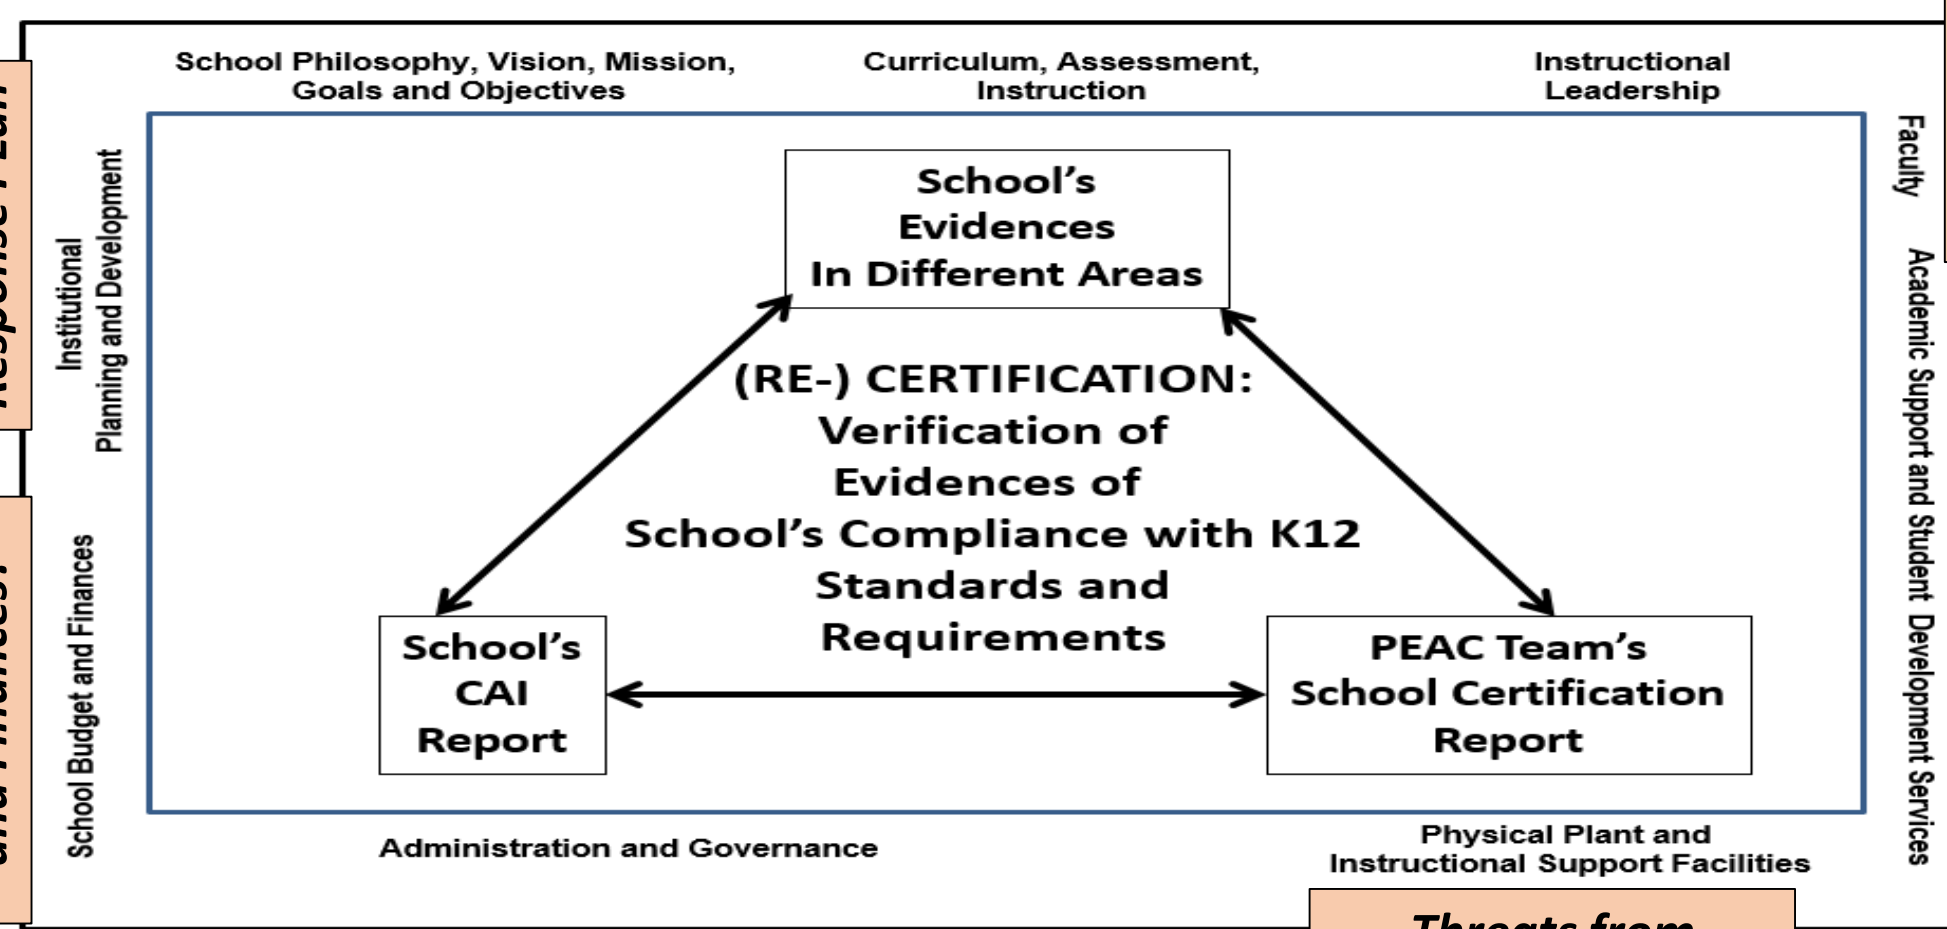 School Philosophy, Vision, Mission,
Goals and Objectives
Curriculum, Assessment,
Instruction
Instructional
Leadership
Faculty
Academic Support and Student Development Services
Institutional
Planning and Development
School Budget and Finances
School's
Evidences
In Different Areas
(RE-) CERTIFICATION:
Verification of
Evidences of
School's Compliance with K12
Standards and
Requirements
School's
CAI
Report
PEAC Team's
School Certification
Report
Administration and Governance
Physical Plant and
Instructional Support Facilities
Threats from